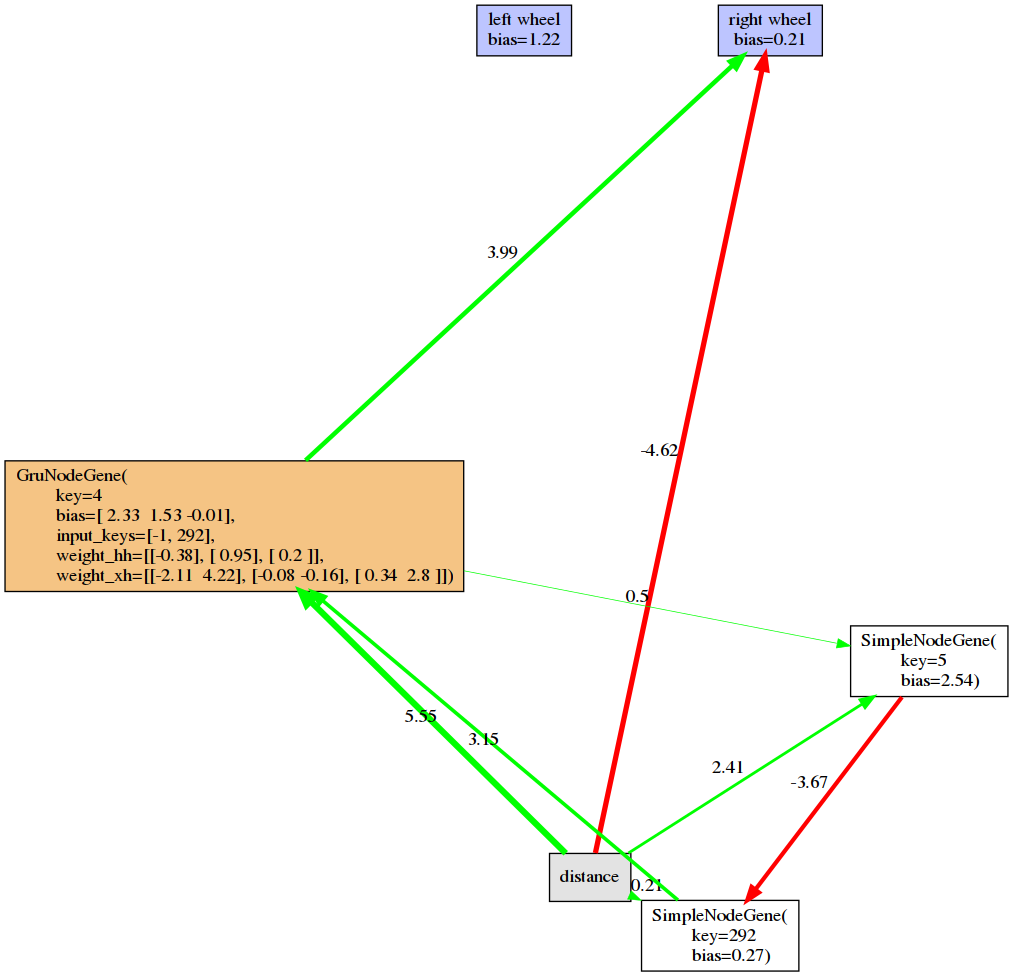 left wheel
bias=1.22
right wheel
bias=0.21
3.99
-4.62
GruNodeGene(
key=4
bias=[ 2.33  1.53 -0.01],
input_keys=[-1, 292],
weight_hh=[[-0.38], [ 0.95], [ 0.2 ]],
weight_xh=[[-2.11  4.22], [-0.08 -0.16], [ 0.34  2.8 ]])
0.5
SimpleNodeGene(
key=5
bias=2.54)
5.55
3.15
2.41
-3.67
distance
0.21
SimpleNodeGene(
key=292
bias=0.27)